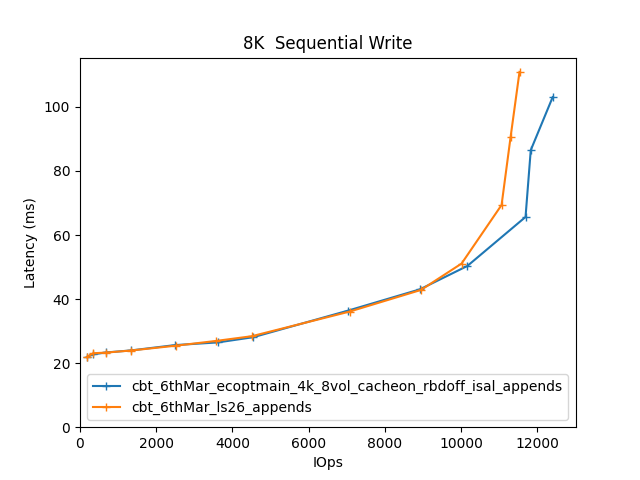 8K  Sequential Write
Latency (ms)
100
80
60
40
20
0
cbt_6thMar_ecoptmain_4k_8vol_cacheon_rbdoff_isal_appends
cbt_6thMar_ls26_appends
0 2000 4000 6000 8000 10000 12000
IOps